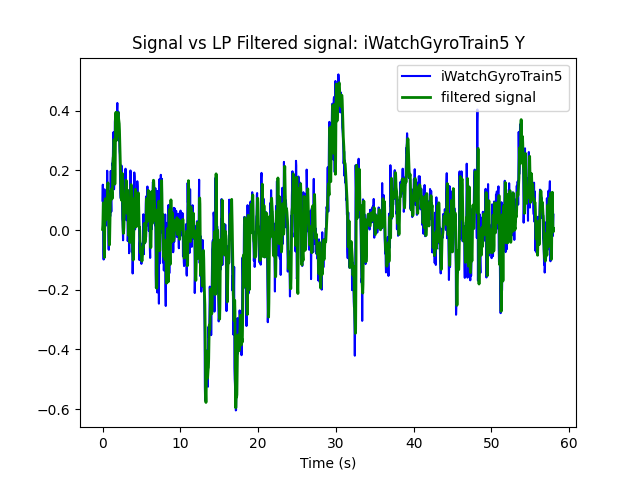 Signal vs LP Filtered signal: iWatchGyroTrain5 Y
iWatchGyroTrain5
filtered signal
0.4
0.2
0.0
−0.2
−0.4
−0.6
0 10 20 30 40 50 60
Time (s)